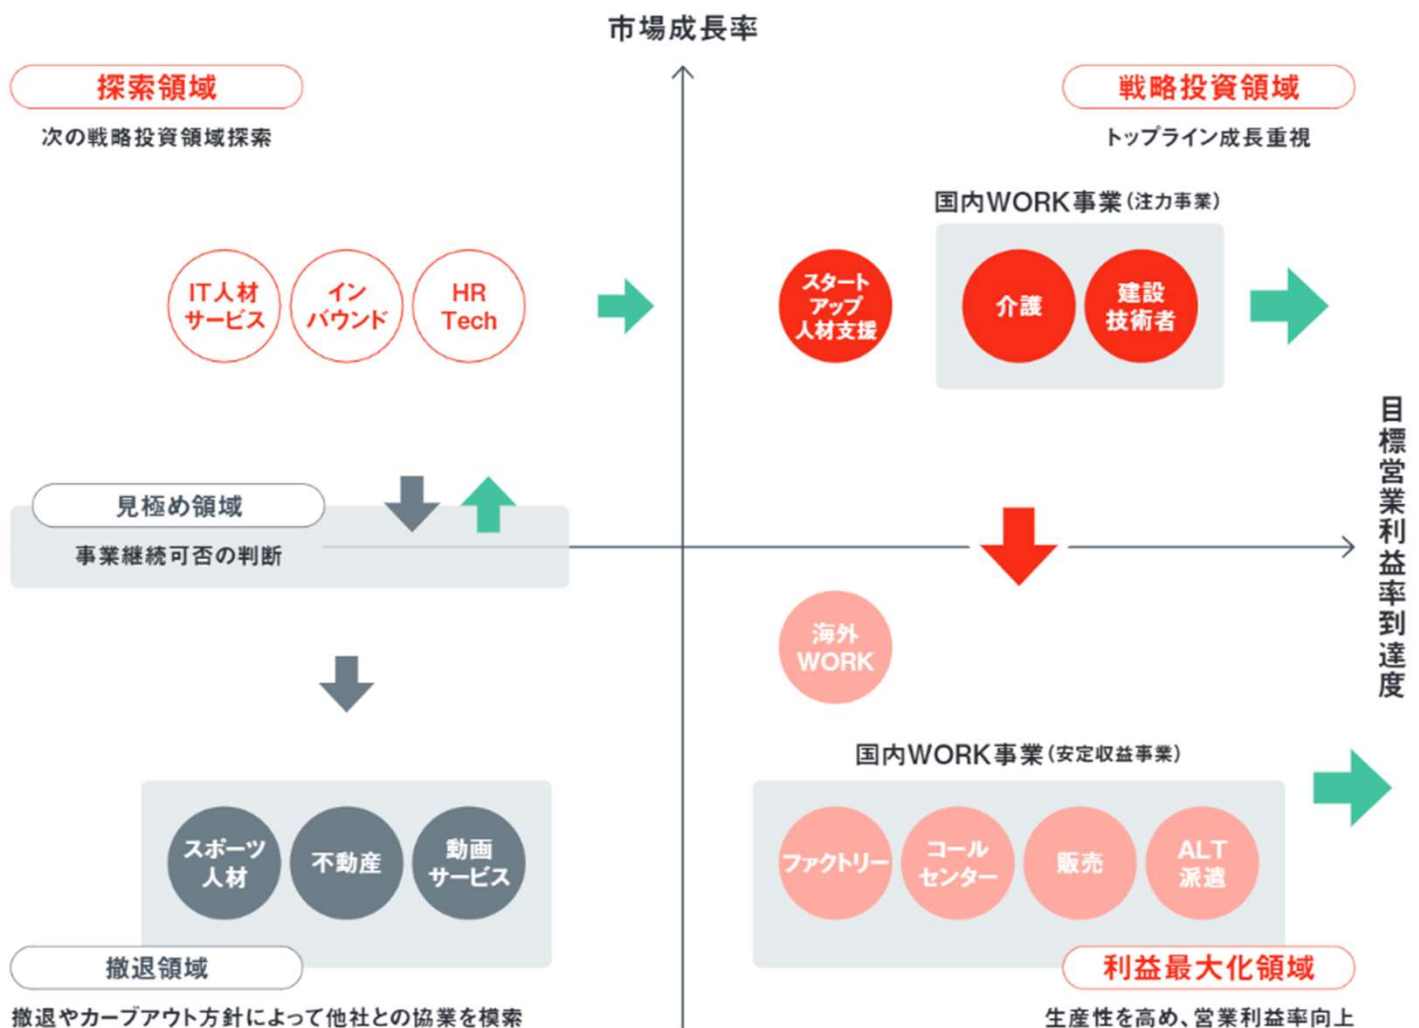 市場成長率
探索領域
次の戦略投資領域探索
戦略投資領域
トップライン成長重視
国内WORK事業(注力事業)
IT人材
サービス
イン
バウンド
HR
Tech
スタート
アップ
人材支援
介護
建設
技術者
目標営業利益率到達度
見極め領域
事業継続可否の判断
海外
WORK
国内WORK事業(安定収益事業)
スポーツ
人材
不動産
動画
サービス
ファクトリー
コール
センター
販売
ALT
派遣
撤退領域
撤退やカーブアウト方針によって他社との協業を模索
利益最大化領域
生産性を高め、営業利益率向上